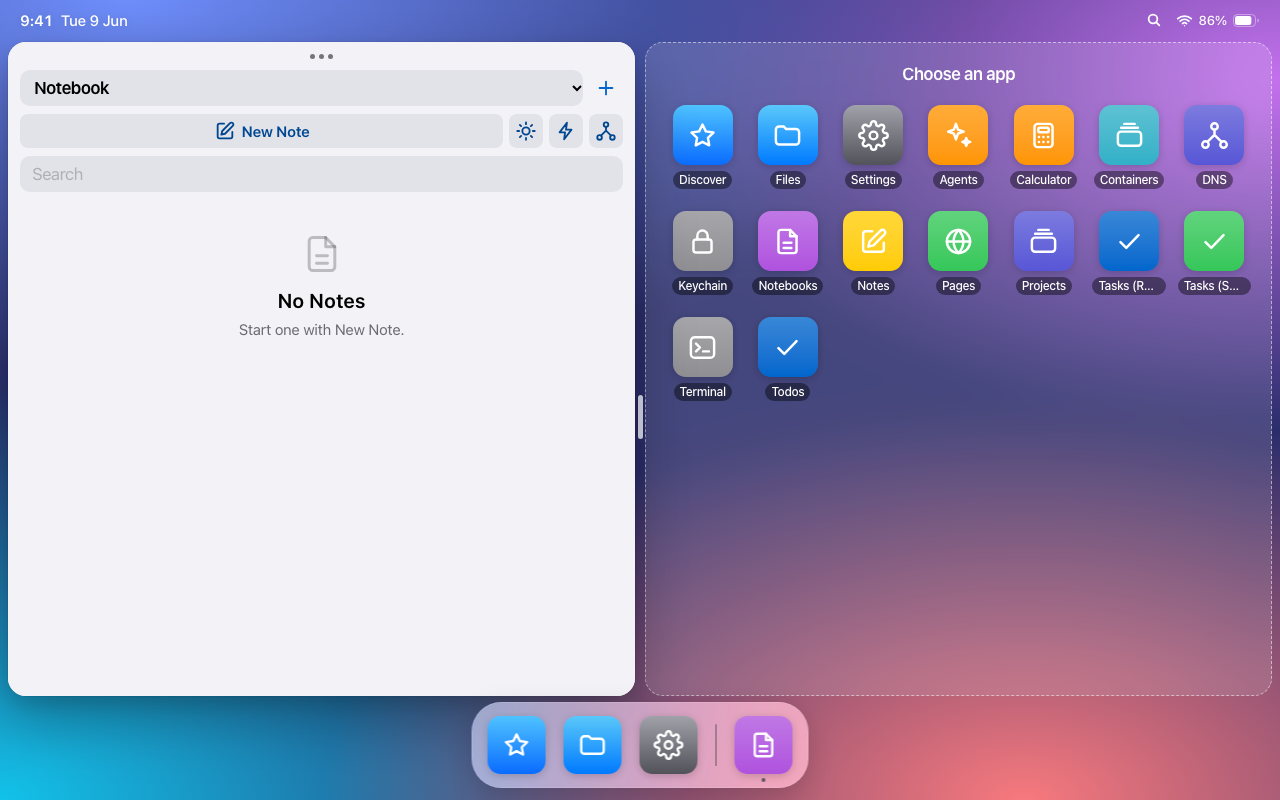 9:41 Tue 9 Jun
86%
Notebook
New Note
Search
No Notes
Start one with New Note.
Choose an app
Discover Files Settings Agents Calculator Containers DNS
Keychain Notebooks Notes Pages Projects Tasks (R... Tasks (S...
Terminal Todos